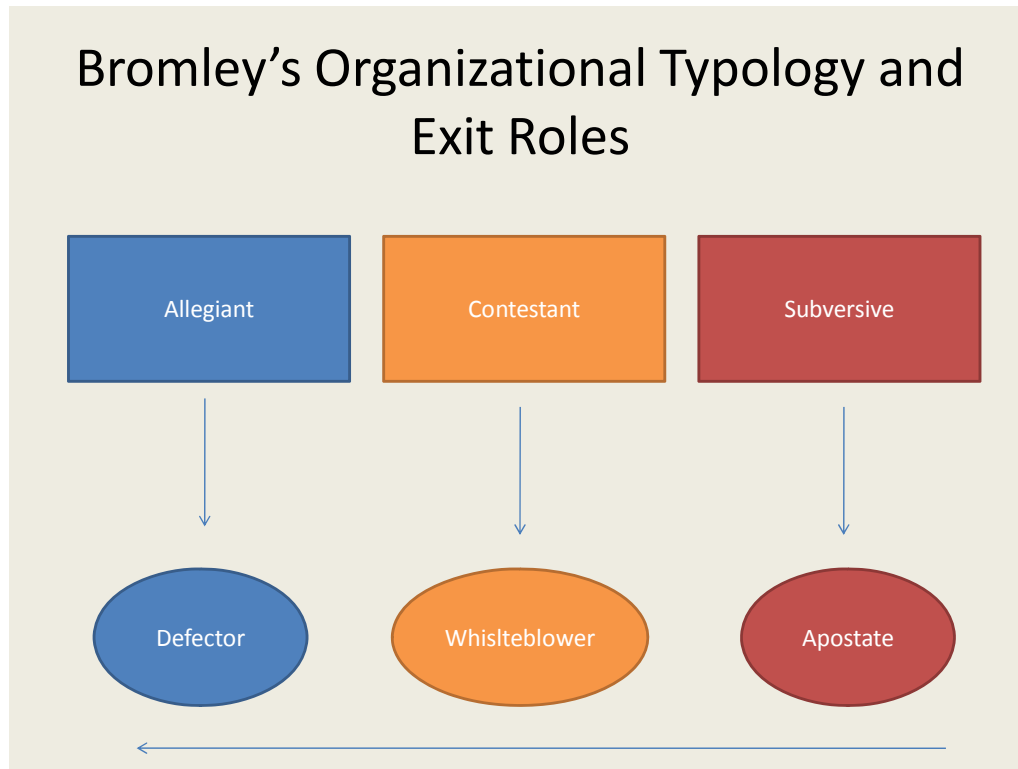 Bromley’s Organizational Typology and
Exit Roles
Allegiant
Contestant
Subversive
Defector
Whislteblower
Apostate